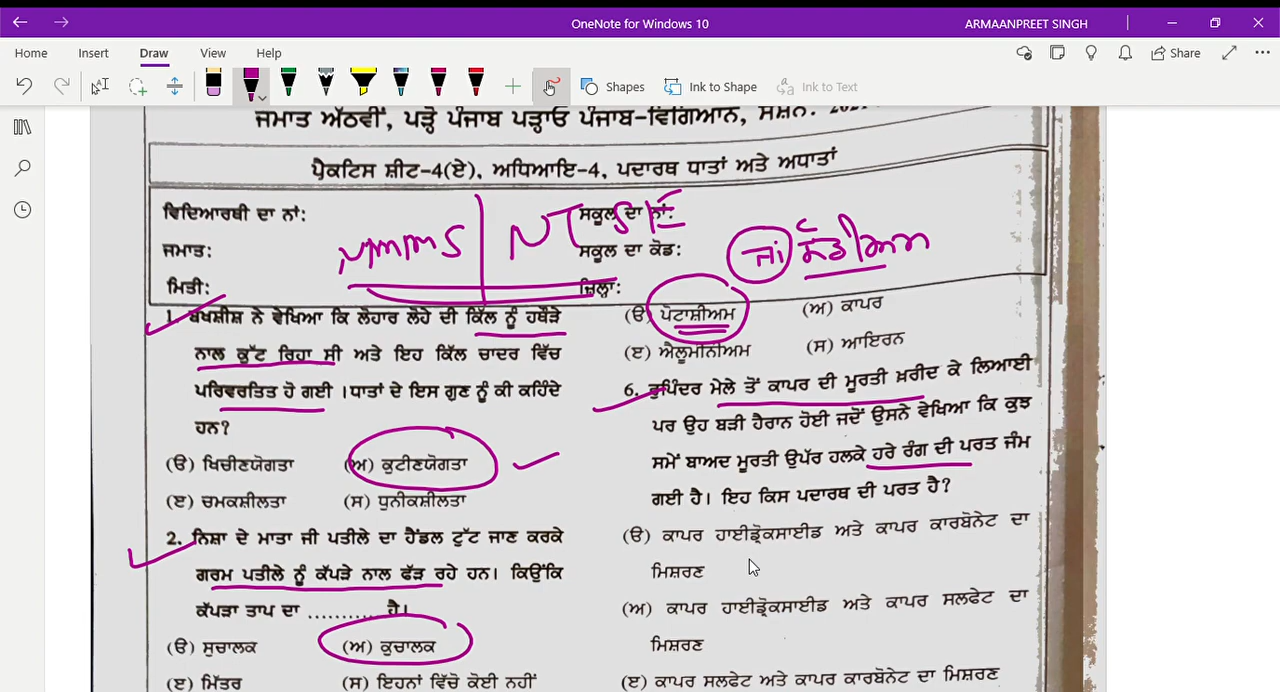 OneNote for Windows 10
ARMAANPREET SINGH
Home Insert Draw View Help
Share
Shapes Ink to Shape Ink to Text
ਜਮਾਤ ਅੱਠਵੀਂ, ਪੜ੍ਹੋ ਪੰਜਾਬ ਪੜ੍ਹਾਓ ਪੰਜਾਬ-ਵਿਗਿਆਨ, ਸੈਸ਼ਨ:
ਪ੍ਰੈਕਟਿਸ ਸ਼ੀਟ-4(ਏ), ਅਧਿਆਇ-4, ਪਦਾਰਥ ਧਾਤਾਂ ਅਤੇ ਅਧਾਤਾਂ
ਵਿਦਿਆਰਥੀ ਦਾ ਨਾਂ:
ਜਮਾਤ:
ਮਿਤੀ:
ਸਕੂਲ ਦਾ ਨਾਂ:
ਸਕੂਲ ਦਾ ਕੋਡ:
ਜ਼ਿਲ੍ਹਾ:
NMMS NTSE
ਜਾਂ ਸੋਡੀਅਮ
1. ਬਖਸ਼ੀਸ਼ ਨੇ ਵੇਖਿਆ ਕਿ ਲੋਹਾਰ ਲੋਹੇ ਦੀ ਕਿੱਲ ਨੂੰ ਹਥੌੜੇ
ਨਾਲ ਕੁੱਟ ਰਿਹਾ ਸੀ ਅਤੇ ਇਹ ਕਿੱਲ ਚਾਦਰ ਵਿੱਚ
ਪਰਿਵਰਤਿਤ ਹੋ ਗਈ । ਧਾਤਾਂ ਦੇ ਇਸ ਗੁਣ ਨੂੰ ਕੀ ਕਹਿੰਦੇ
ਹਨ?
(ੳ) ਖਿਚੀਣਯੋਗਤਾ (ਅ) ਕੁਟੀਣਯੋਗਤਾ
(ੲ) ਚਮਕਸ਼ੀਲਤਾ (ਸ) ਧੁਨੀਕਸ਼ੀਲਤਾ
2. ਨਿਸ਼ਾ ਦੇ ਮਾਤਾ ਜੀ ਪਤੀਲੇ ਦਾ ਹੈਂਡਲ ਟੁੱਟ ਜਾਣ ਕਰਕੇ
ਗਰਮ ਪਤੀਲੇ ਨੂੰ ਕੱਪੜੇ ਨਾਲ ਫੱੜ ਰਹੇ ਹਨ। ਕਿਉਂਕਿ
ਕੱਪੜਾ ਤਾਪ ਦਾ .......... ਹੈ।
(ੳ) ਸੁਚਾਲਕ (ਅ) ਕੁਚਾਲਕ
(ੲ) ਮਿੱਤਰ (ਸ) ਇਹਨਾਂ ਵਿੱਚੋ ਕੋਈ ਨਹੀਂ
(ੳ) ਪੋਟਾਸ਼ੀਅਮ (ਅ) ਕਾਪਰ
(ੲ) ਐਲੂਮੀਨੀਅਮ (ਸ) ਆਇਰਨ
6. ਰੁਪਿੰਦਰ ਮੇਲੇ ਤੋਂ ਕਾਪਰ ਦੀ ਮੂਰਤੀ ਖ਼ਰੀਦ ਕੇ ਲਿਆਈ
ਪਰ ਉਹ ਬੜੀ ਹੈਰਾਨ ਹੋਈ ਜਦੋਂ ਉਸਨੇ ਵੇਖਿਆ ਕਿ ਕੁਝ
ਸਮੇਂ ਬਾਅਦ ਮੂਰਤੀ ਉਪੱਰ ਹਲਕੇ ਹਰੇ ਰੰਗ ਦੀ ਪਰਤ ਜੰਮ
ਗਈ ਹੈ। ਇਹ ਕਿਸ ਪਦਾਰਥ ਦੀ ਪਰਤ ਹੈ?
(ੳ) ਕਾਪਰ ਹਾਈਡ੍ਰੋਕਸਾਈਡ ਅਤੇ ਕਾਪਰ ਕਾਰਬੋਨੇਟ ਦਾ
ਮਿਸ਼ਰਣ
(ਅ) ਕਾਪਰ ਹਾਈਡ੍ਰੋਕਸਾਈਡ ਅਤੇ ਕਾਪਰ ਸਲਫੇਟ ਦਾ
ਮਿਸ਼ਰਣ
(ੲ) ਕਾਪਰ ਸਲਫੇਟ ਅਤੇ ਕਾਪਰ ਕਾਰਬੋਨੇਟ ਦਾ ਮਿਸ਼ਰਣ